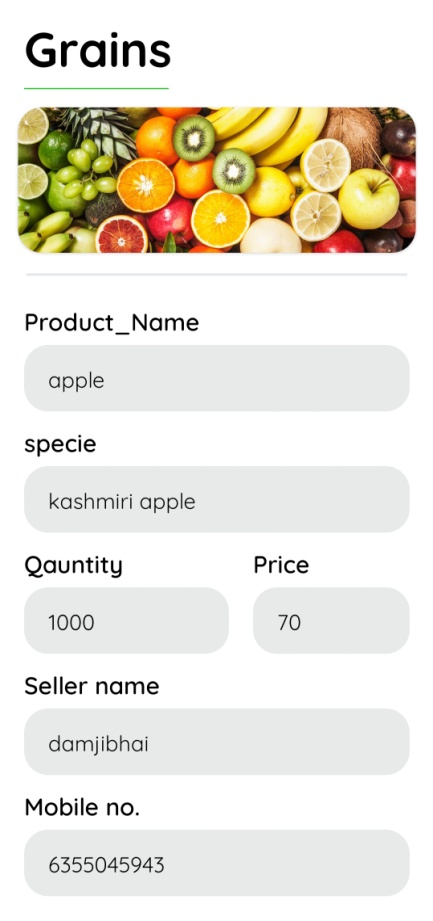 Grains
Product_Name
apple
specie
kashmiri apple
Qauntity Price
1000 70
Seller name
damjibhai
Mobile no.
6355045943